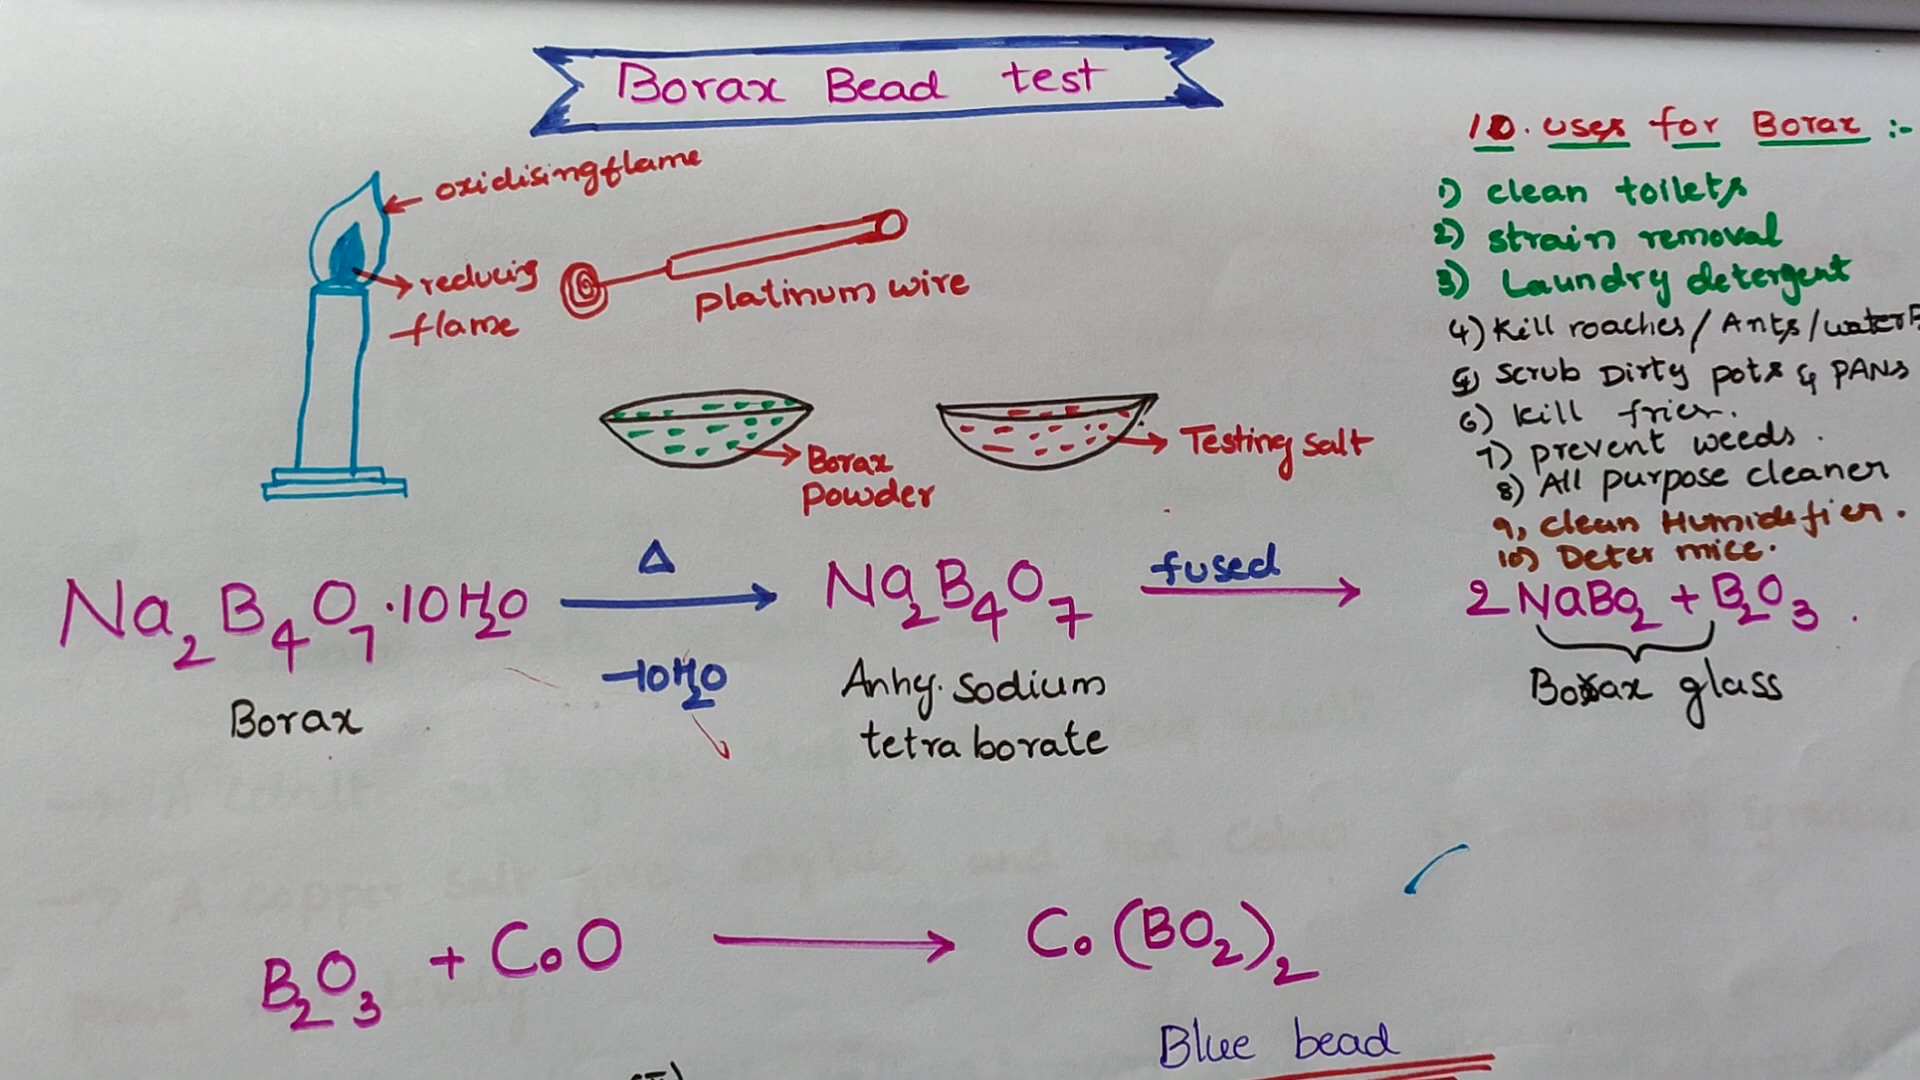 Borax Bead test
oxidising flame
reducing
flame
platinum wire
Borax
powder
Testing salt
10. uses for Borax :-
1) clean toilets
2) strain removal
3) Laundry detergent
4) Kill roaches/Ants/water
5) Scrub Dirty pots & PANs
6) Kill frier.
7) prevent weeds.
8) All purpose cleaner
9, clean Humidifier.
10) Deter mice.
Na₂B₄O₇·10H₂O
Δ
-10H₂O
Na₂B₄O₇
fused
2NaBO₂ + B₂O₃.
Borax
Anhy. sodium
tetra borate
Borax glass
B₂O₃ + CoO → Co(BO₂)₂
Blue bead